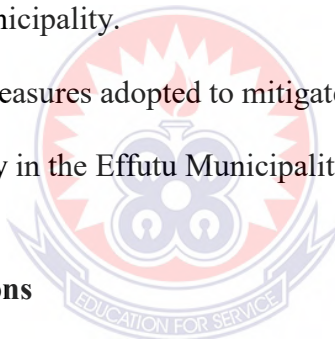 nicipality.
easures adopted to mitigate
y in the Effutu Municipalit
ons
EDUCATION FOR SERVICE